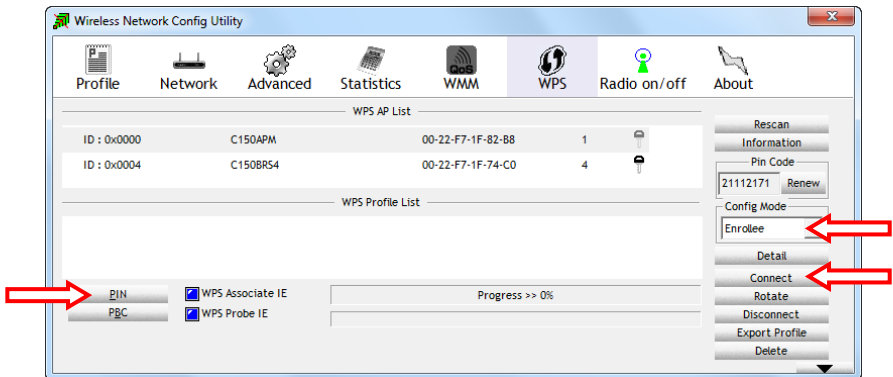 Wireless Network Config Utility
Profile Network Advanced Statistics QoS WMM WPS Radio on/off About
WPS AP List
ID : 0x0000 C150APM 00-22-F7-1F-82-B8 1
ID : 0x0004 C150BRS4 00-22-F7-1F-74-C0 4
WPS Profile List
Rescan
Information
Pin Code
21112171 Renew
Config Mode
Enrollee
Detail
Connect
Rotate
Disconnect
Export Profile
Delete
PIN WPS Associate IE Progress >> 0%
PBC WPS Probe IE